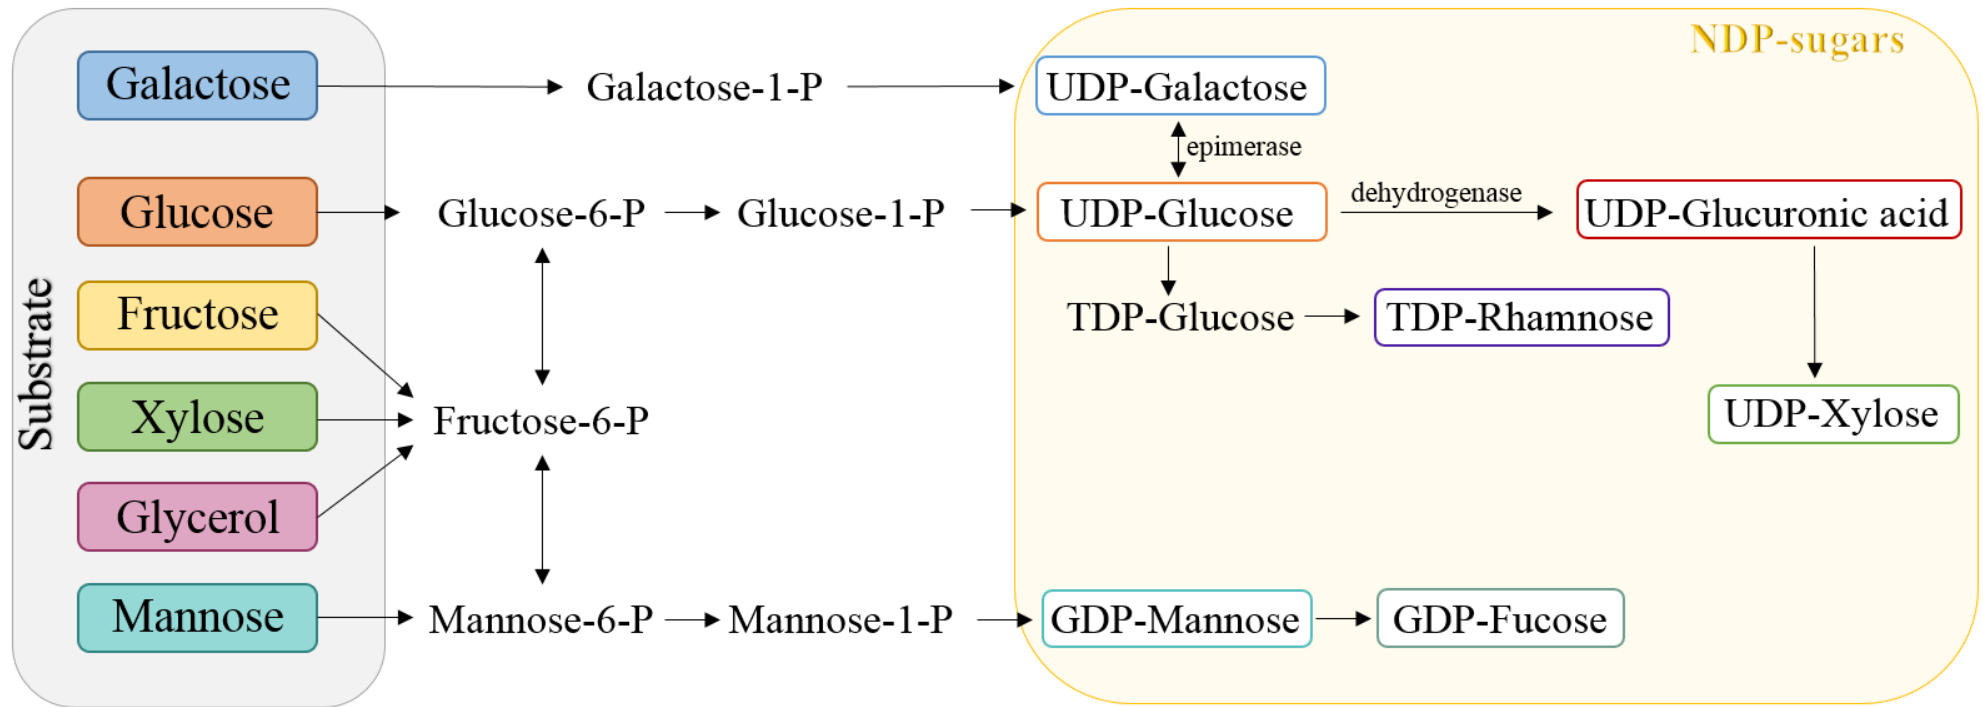 NDP-sugars
Substrate
Galactose
Galactose-1-P
UDP-Galactose
epimerase
Glucose
Glucose-6-P
Glucose-1-P
UDP-Glucose
dehydrogenase
UDP-Glucuronic acid
Fructose
TDP-Glucose
TDP-Rhamnose
Xylose
Fructose-6-P
UDP-Xylose
Glycerol
Mannose
Mannose-6-P
Mannose-1-P
GDP-Mannose
GDP-Fucose